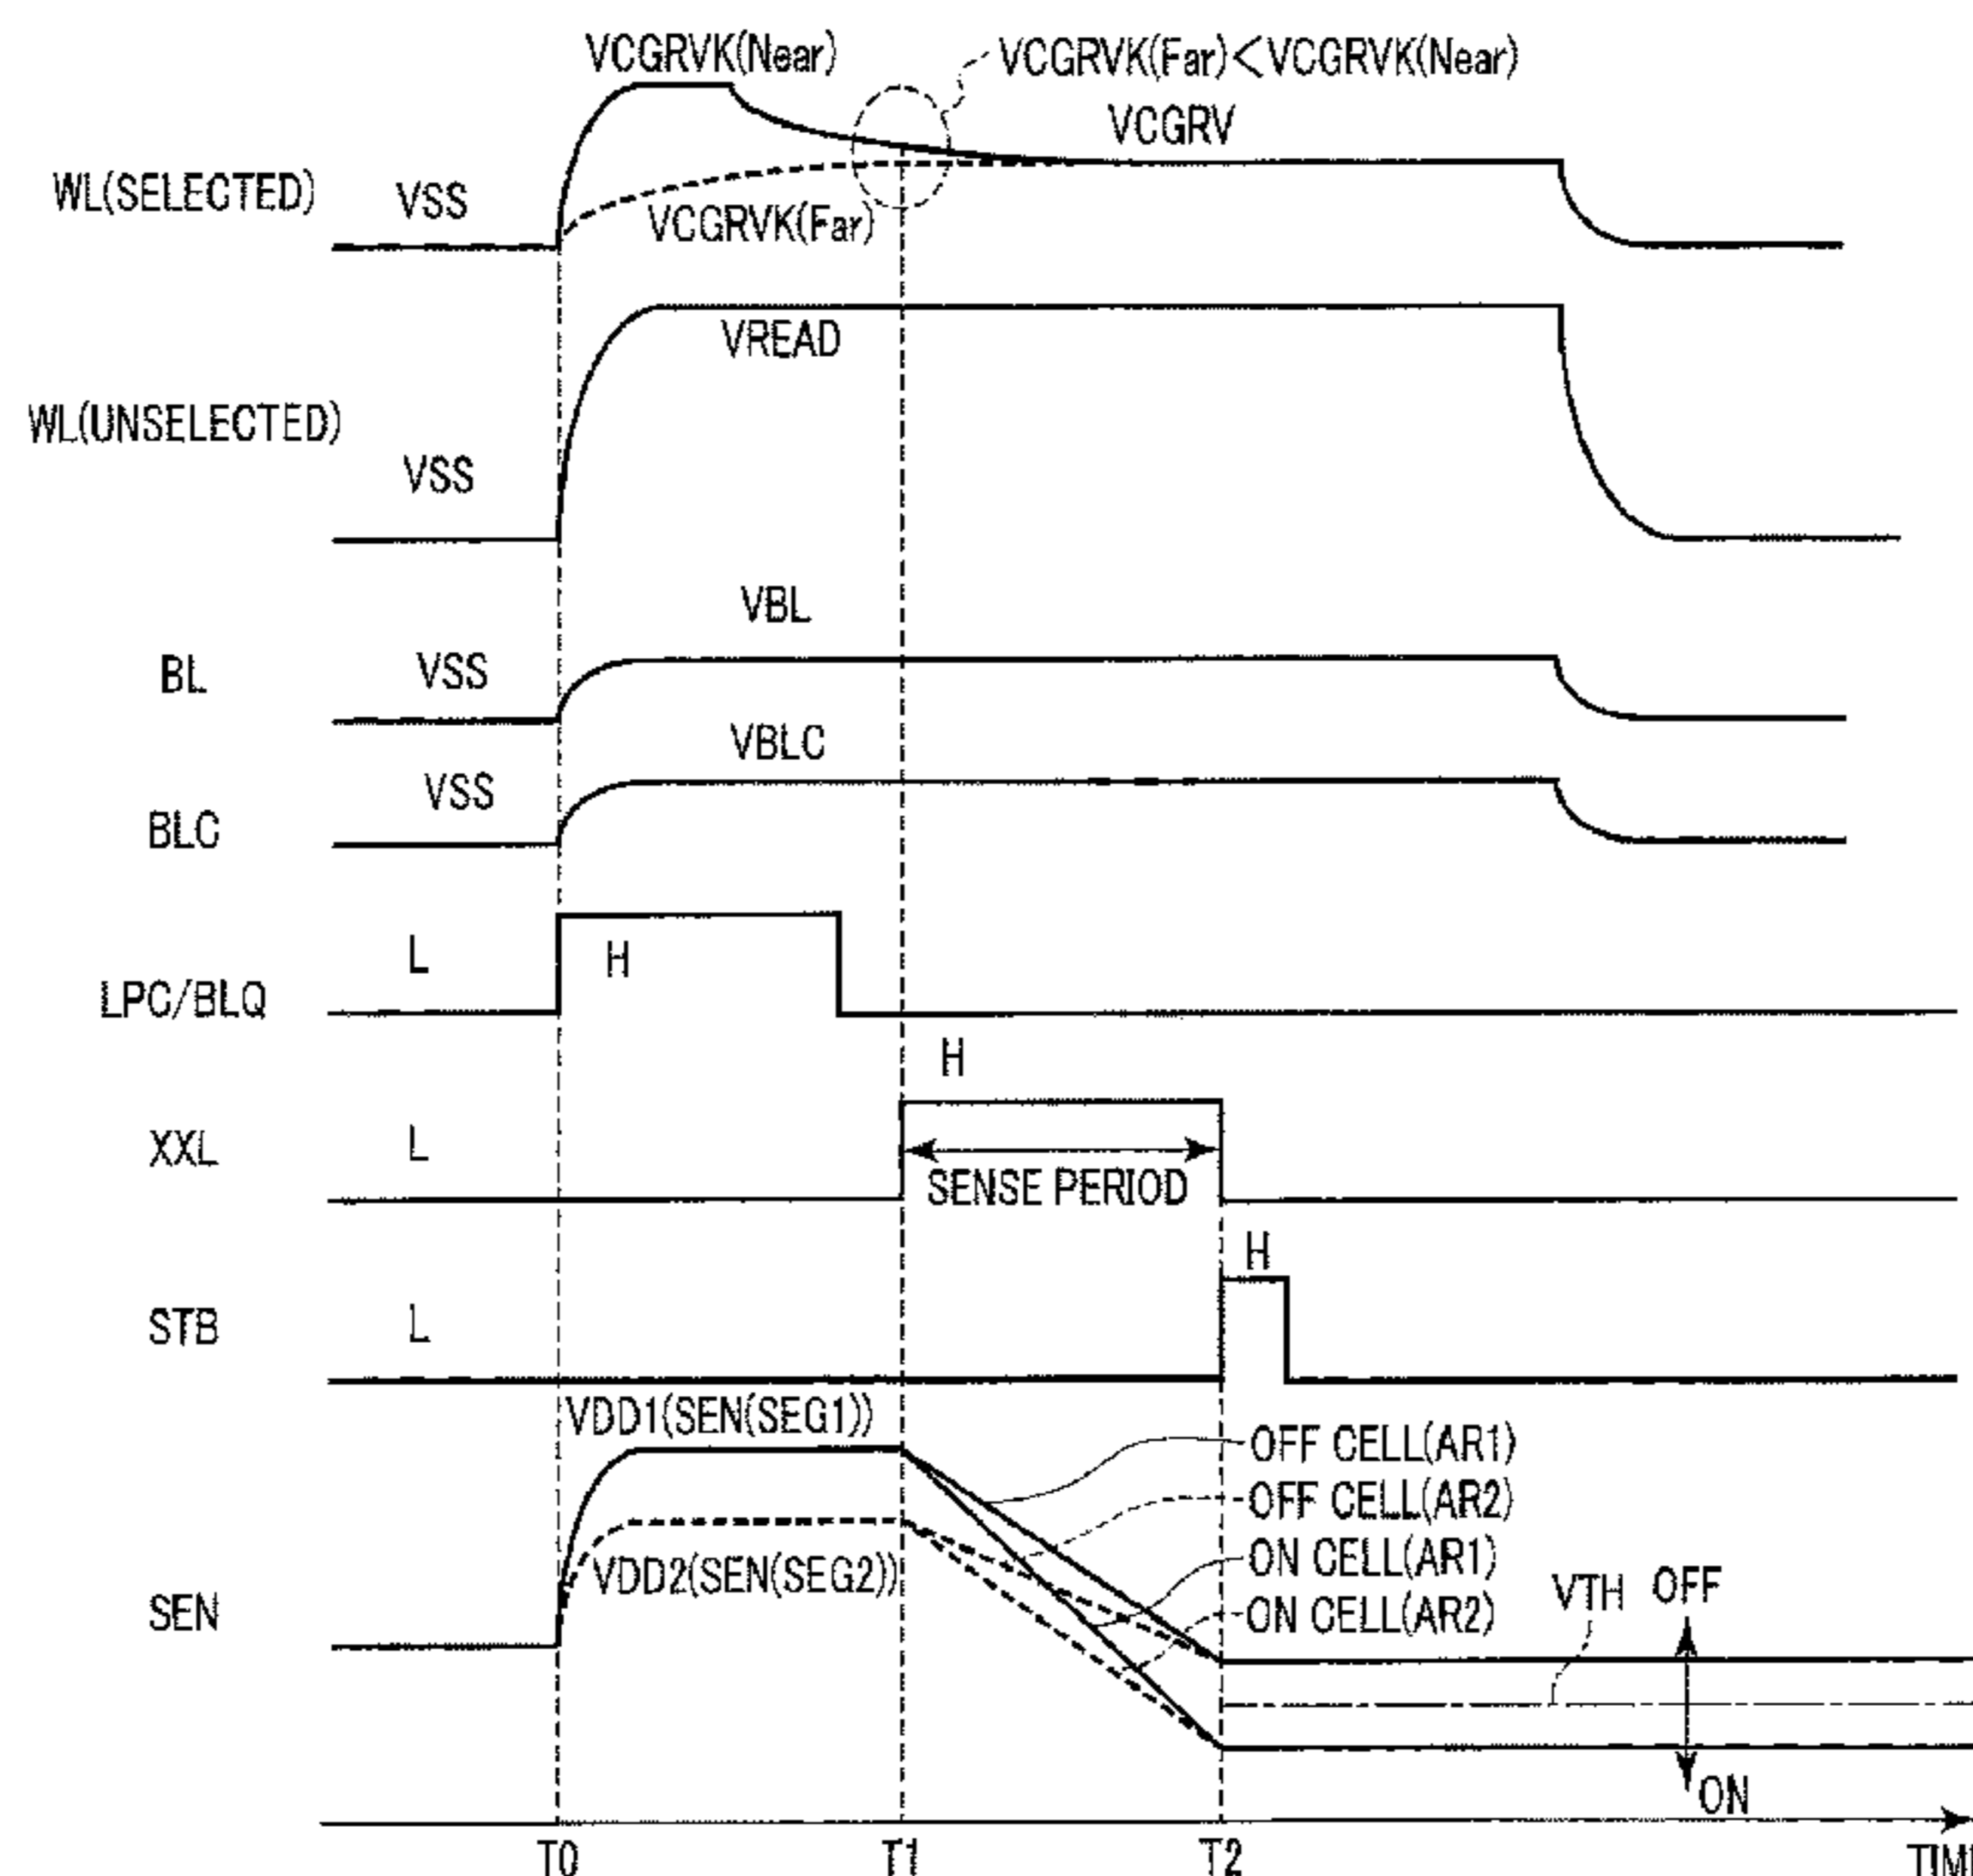 VCGRVK(Near)
VCGRVK(Far)<VCGRVK(Near)
VCGRV
WL(SELECTED)
VSS
VCGRVK(Far)
VREAD
WL(UNSELECTED)
VSS
VBL
BL
VSS
VBLC
VSS
BLC
L
H
LPC/BLQ
H
XXL
L
SENSE PERIOD
H
STB
L
VDD1(SEN(SEG1))
OFF CELL(AR1)
OFF CELL(AR2)
ON CELL(AR1)
VDD2(SEN(SEG2))
VTH
OFF
SEN
ON CELL(AR2)
ON
T0
T1
T2
TIM